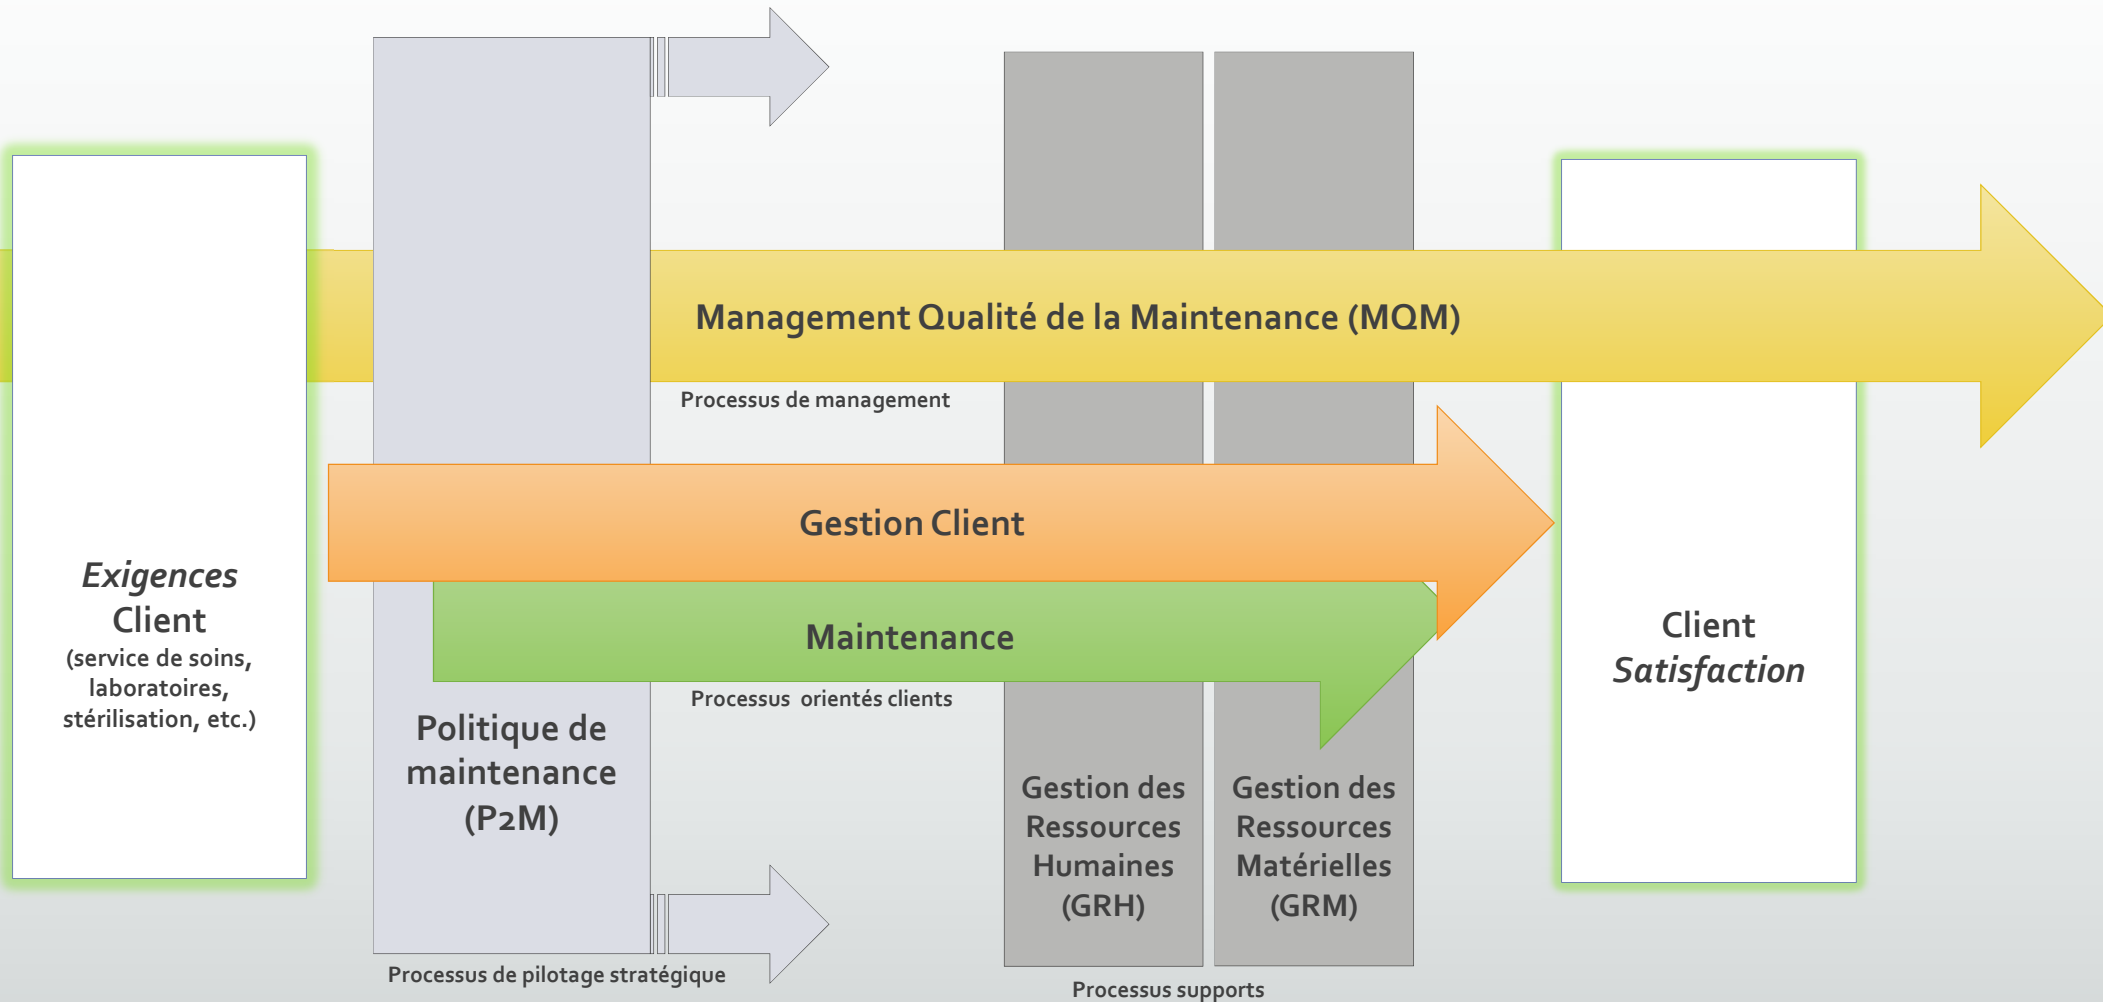 Management Qualité de la Maintenance (MQM)
Processus de management
Gestion Client
Exigences
Client
(service de soins,
laboratoires,
stérilisation, etc.)
Maintenance
Processus orientés clients
Client
Satisfaction
Politique de
maintenance
(P2M)
Gestion des
Ressources
Humaines
(GRH)
Gestion des
Ressources
Matérielles
(GRM)
Processus de pilotage stratégique
Processus supports